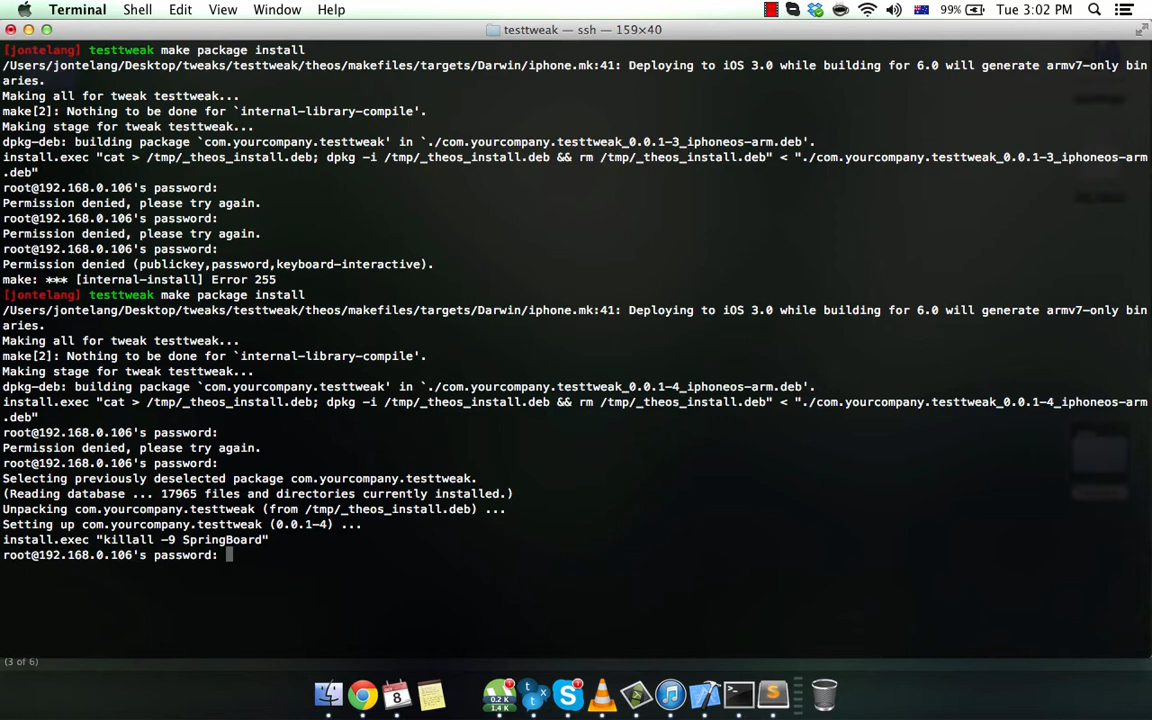 Terminal Shell Edit View Window Help 99% Tue 3:02 PM
testtweak — ssh — 159×40
[jontelang] testtweak make package install
/Users/jontelang/Desktop/tweaks/testtweak/theos/makefiles/targets/Darwin/iphone.mk:41: Deploying to iOS 3.0 while building for 6.0 will generate armv7-only bin
aries.
Making all for tweak testtweak...
make[2]: Nothing to be done for `internal-library-compile'.
Making stage for tweak testtweak...
dpkg-deb: building package `com.yourcompany.testtweak' in `./com.yourcompany.testtweak_0.0.1-3_iphoneos-arm.deb'.
install.exec "cat > /tmp/_theos_install.deb; dpkg -i /tmp/_theos_install.deb && rm /tmp/_theos_install.deb" < "./com.yourcompany.testtweak_0.0.1-3_iphoneos-arm
.deb"
root@192.168.0.106's password:
Permission denied, please try again.
root@192.168.0.106's password:
Permission denied, please try again.
root@192.168.0.106's password:
Permission denied (publickey,password,keyboard-interactive).
make: *** [internal-install] Error 255
[jontelang] testtweak make package install
/Users/jontelang/Desktop/tweaks/testtweak/theos/makefiles/targets/Darwin/iphone.mk:41: Deploying to iOS 3.0 while building for 6.0 will generate armv7-only bin
aries.
Making all for tweak testtweak...
make[2]: Nothing to be done for `internal-library-compile'.
Making stage for tweak testtweak...
dpkg-deb: building package `com.yourcompany.testtweak' in `./com.yourcompany.testtweak_0.0.1-4_iphoneos-arm.deb'.
install.exec "cat > /tmp/_theos_install.deb; dpkg -i /tmp/_theos_install.deb && rm /tmp/_theos_install.deb" < "./com.yourcompany.testtweak_0.0.1-4_iphoneos-arm
.deb"
root@192.168.0.106's password:
Permission denied, please try again.
root@192.168.0.106's password:
Selecting previously deselected package com.yourcompany.testtweak.
(Reading database ... 17965 files and directories currently installed.)
Unpacking com.yourcompany.testtweak (from /tmp/_theos_install.deb) ...
Setting up com.yourcompany.testtweak (0.0.1-4) ...
install.exec "killall -9 SpringBoard"
root@192.168.0.106's password:
(3 of 6)
8
0.2 K
1.4 K